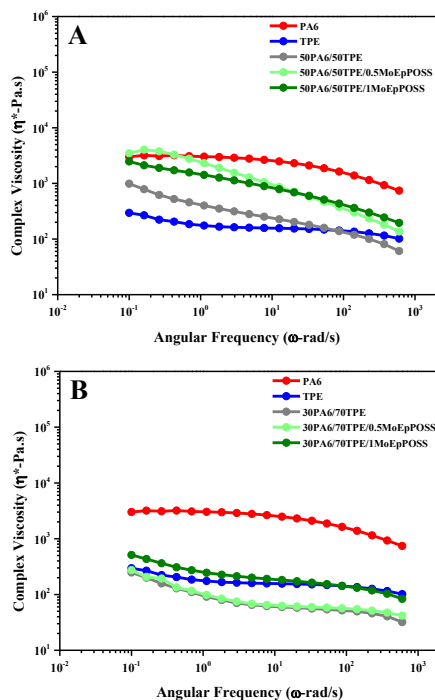 A
PA6
TPE
50PA6/50TPE
50PA6/50TPE/0.5MoEpPOSS
50PA6/50TPE/1MoEpPOSS
10^6
10^5
10^4
10^3
10^2
10^1
Complex Viscosity (η*-Pa.s)
10^-2 10^-1 10^0 10^1 10^2 10^3
Angular Frequency (ω-rad/s)
B
PA6
TPE
30PA6/70TPE
30PA6/70TPE/0.5MoEpPOSS
30PA6/70TPE/1MoEpPOSS
10^6
10^5
10^4
10^3
10^2
10^1
Complex Viscosity (η*-Pa.s)
10^-2 10^-1 10^0 10^1 10^2 10^3
Angular Frequency (ω-rad/s)